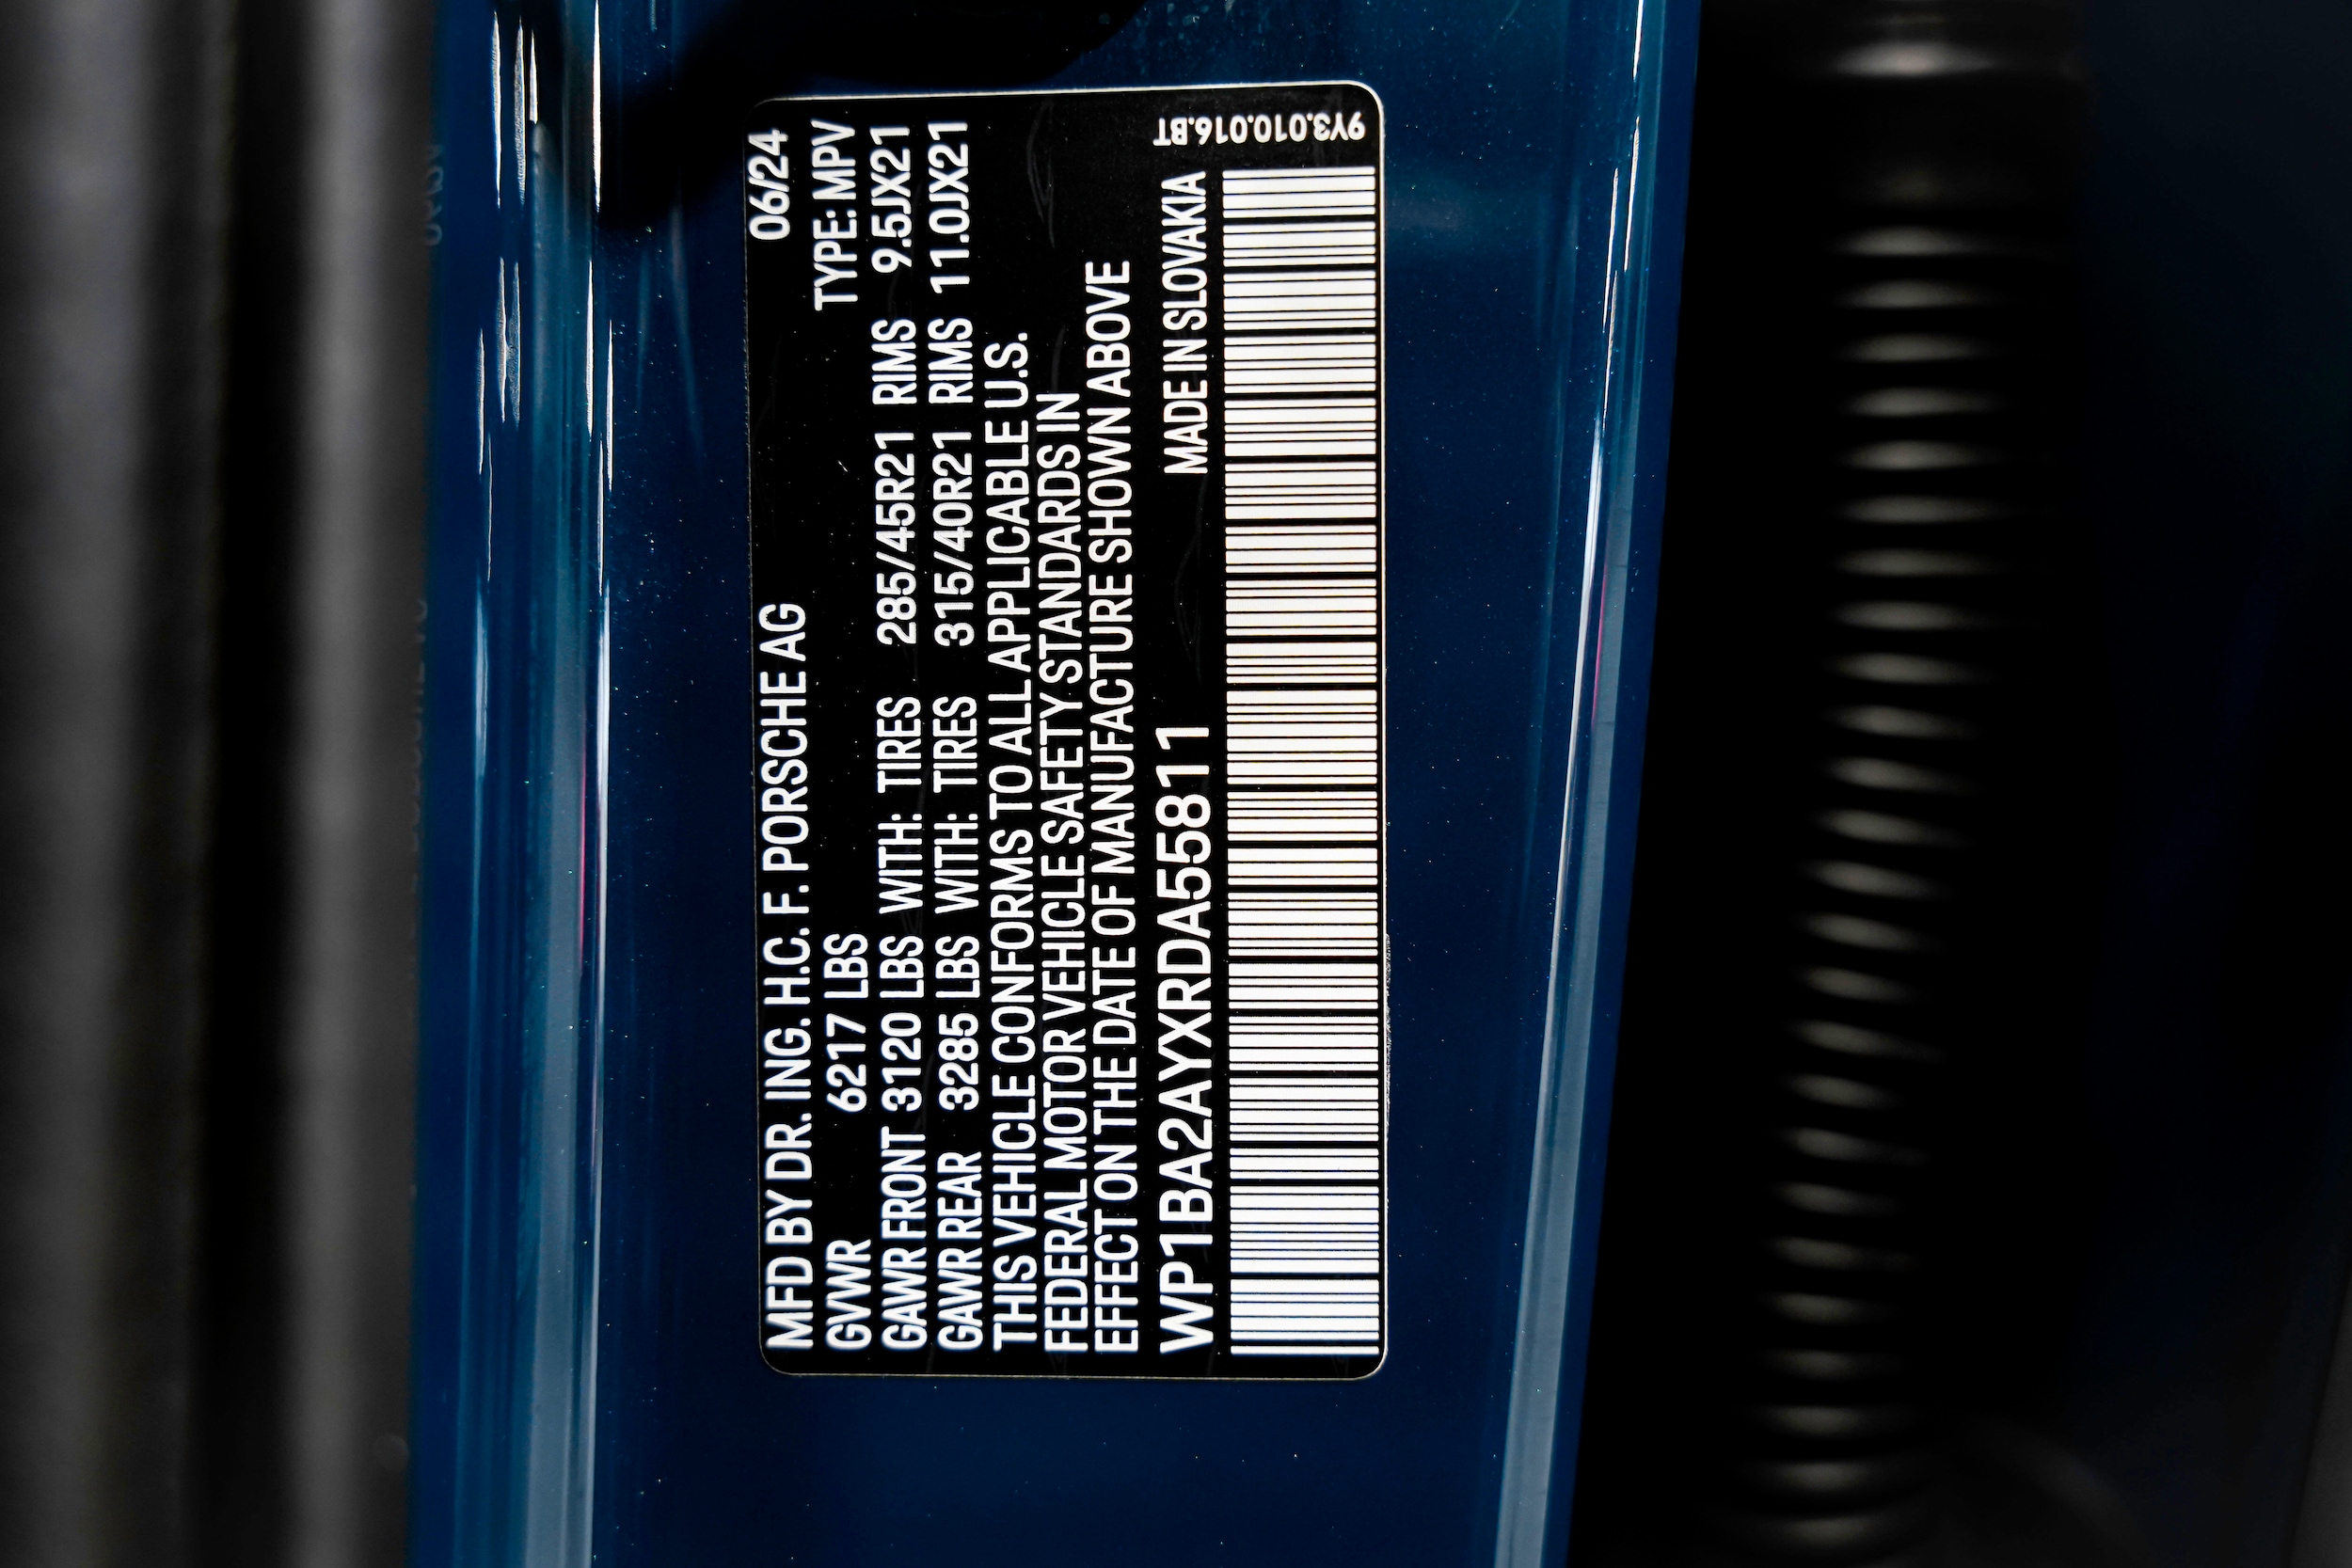 MFD BY DR. ING. H.C. F. PORSCHE AG 06/24
GVWR 6217 LBS TYPE: MPV
GAWR FRONT 3120 LBS WITH: TIRES 285/45R21 RIMS 9.5JX21
GAWR REAR 3285 LBS WITH: TIRES 315/40R21 RIMS 11.0JX21
THIS VEHICLE CONFORMS TO ALL APPLICABLE U.S.
FEDERAL MOTOR VEHICLE SAFETY STANDARDS IN
EFFECT ON THE DATE OF MANUFACTURE SHOWN ABOVE
WP1BA2AYXRDA55811 MADE IN SLOVAKIA
9Y3.010.016.BT